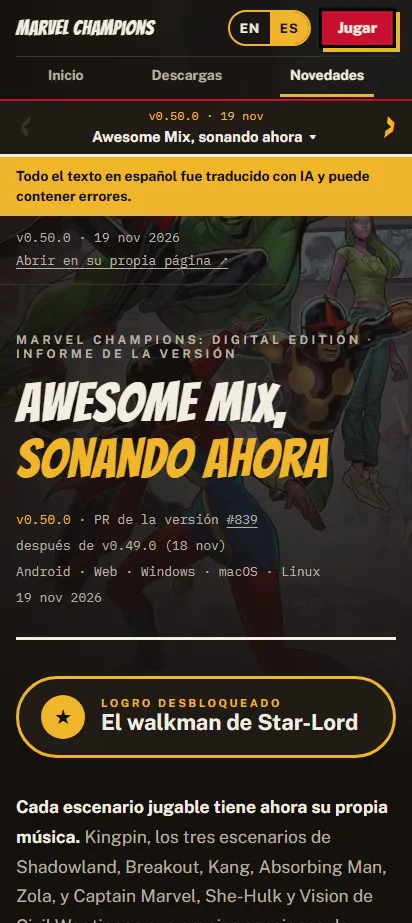 MARVEL CHAMPIONS
EN ES
Jugar
Inicio Descargas Novedades
v0.50.0 · 19 nov
Awesome Mix, sonando ahora
Todo el texto en español fue traducido con IA y puede
contener errores.
v0.50.0 · 19 nov 2026
Abrir en su propia página ↗
MARVEL CHAMPIONS: DIGITAL EDITION ·
INFORME DE LA VERSIÓN
AWESOME MIX,
SONANDO AHORA
v0.50.0 · PR de la versión #839
después de v0.49.0 (18 nov)
Android · Web · Windows · macOS · Linux
19 nov 2026
LOGRO DESBLOQUEADO
El walkman de Star-Lord
Cada escenario jugable tiene ahora su propia
música. Kingpin, los tres escenarios de
Shadowland, Breakout, Kang, Absorbing Man,
Zola, y Captain Marvel, She-Hulk y Vision de